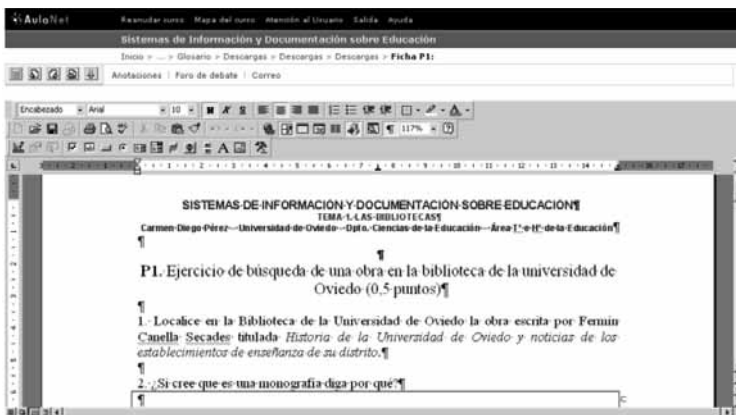 AulaNet
Reanudar curso Mapa del curso Atención al Usuario Salida Ayuda
Sistemas de Información y Documentación sobre Educación
Inicio > ... > Glosario > Descargas > Descargas > Descargas > Ficha P1:
Anotaciones | Foro de debate | Correo
Encabezado Arial 10 N K S
117%
SISTEMAS·DE·INFORMACIÓN·Y·DOCUMENTACIÓN·SOBRE·EDUCACIÓN¶
TEMA·1.·LAS·BIBLIOTECAS¶
Carmen·Diego·Pérez·-·Universidad·de·Oviedo·-·Dpto.·Ciencias·de·la·Educación·-·Área·Tª·e·Hª·de·la·Educación¶
¶
¶
P1.·Ejercicio·de·búsqueda·de·una·obra·en·la·biblioteca·de·la·universidad·de·
Oviedo·(0,5·puntos)¶
¶
1.·Localice·en·la·Biblioteca·de·la·Universidad·de·Oviedo·la·obra·escrita·por·Fermín·
Canella·Secades·titulada·Historia·de·la·Universidad·de·Oviedo·y·noticias·de·los·
establecimientos·de·enseñanza·de·su·distrito.¶
¶
2.·¿Si·cree·que·es·una·monografía·diga·por·qué?¶
¶